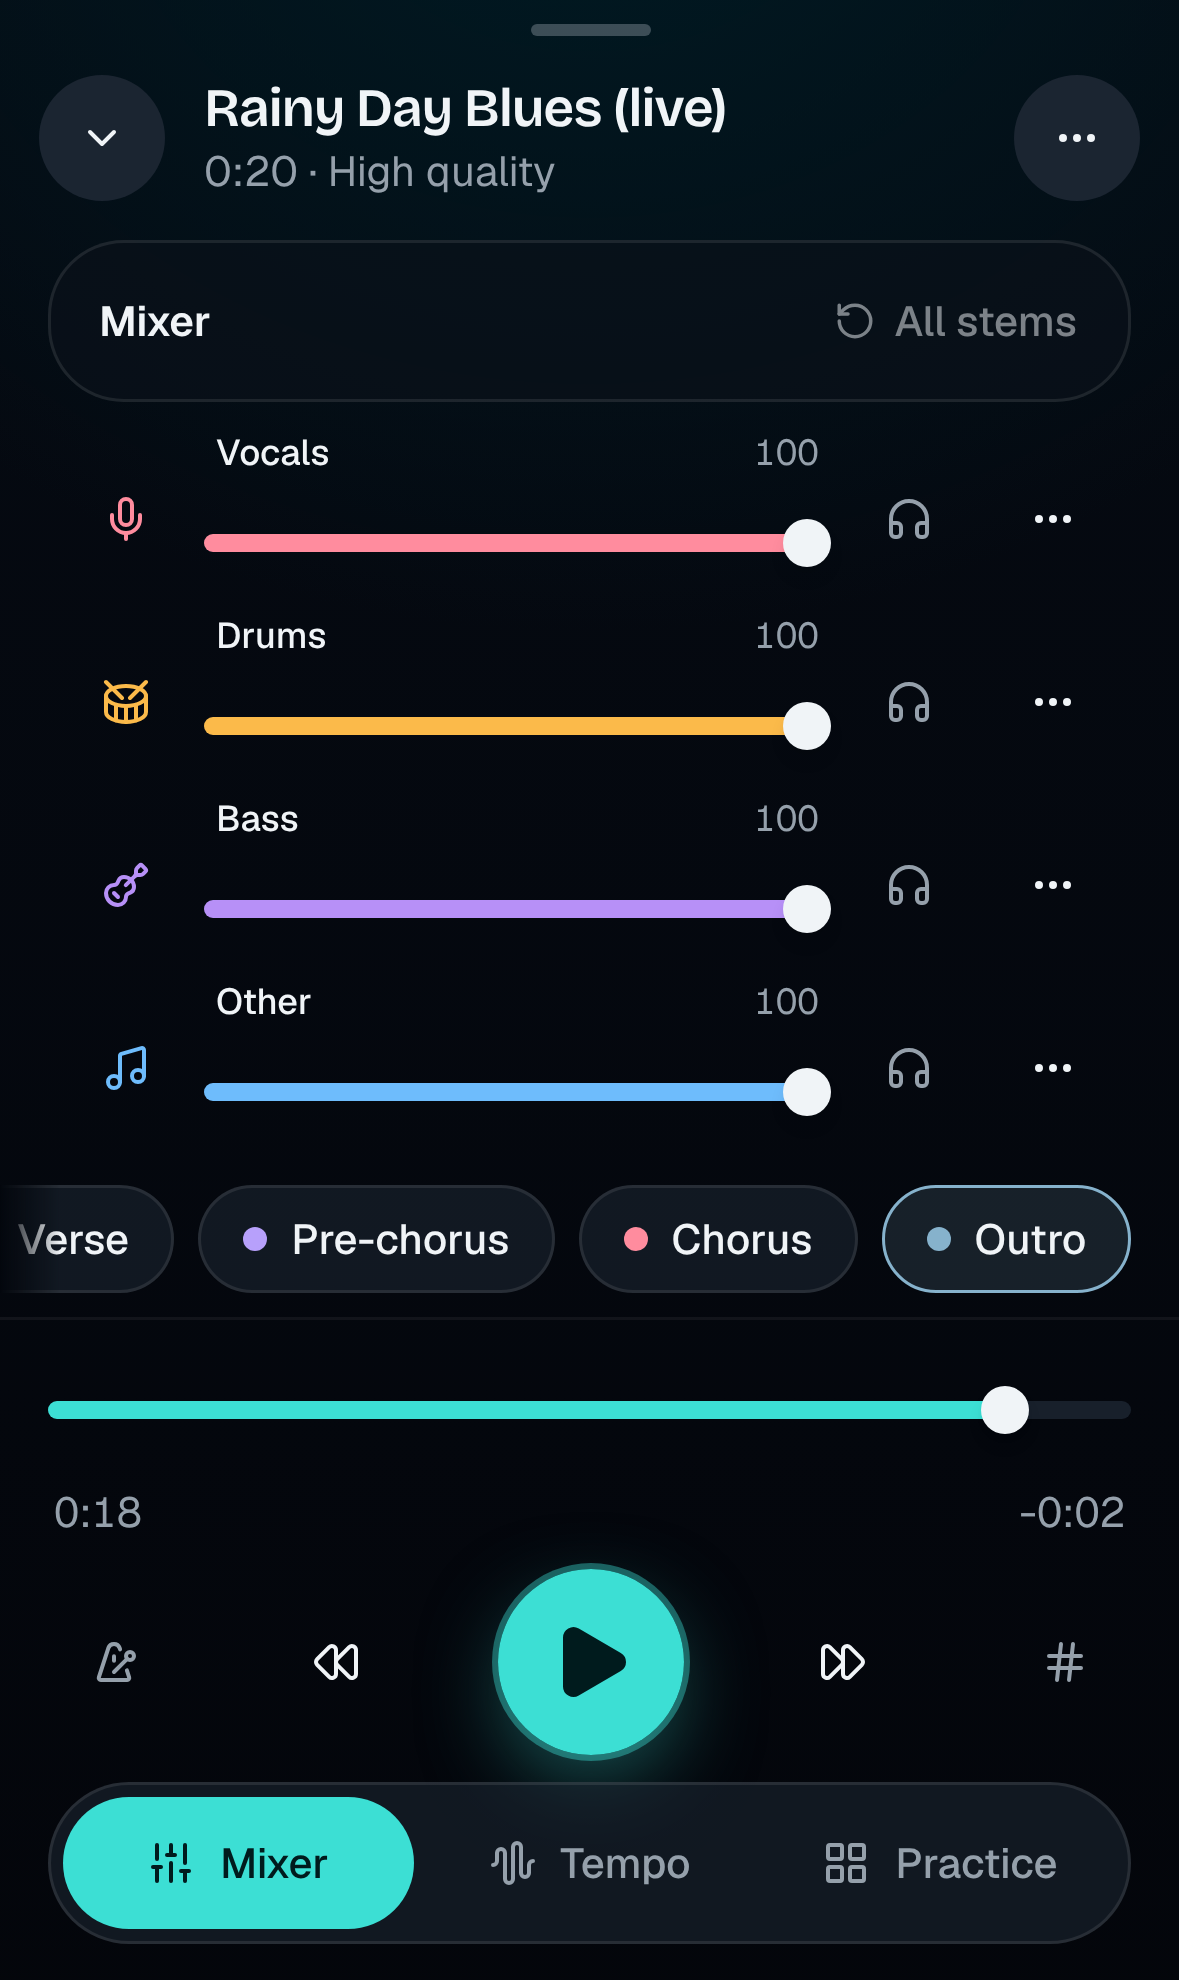 Rainy Day Blues (live)
0:20 · High quality
Mixer All stems
Vocals 100
Drums 100
Bass 100
Other 100
Verse Pre-chorus Chorus Outro
0:18 -0:02
Mixer Tempo Practice